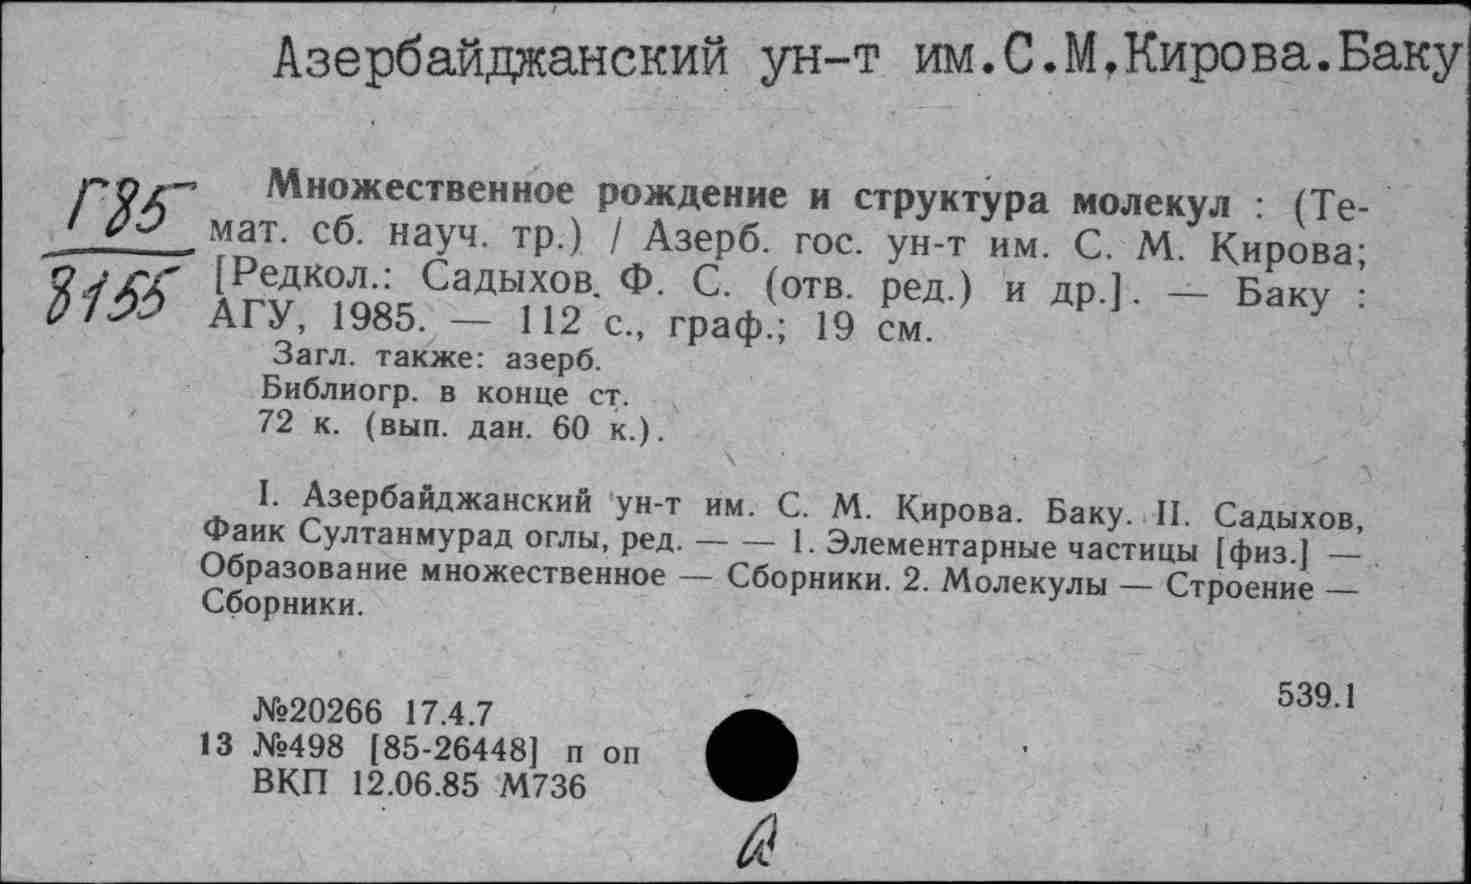 Азербайджанский ун-т им.С.М.Кирова.Баку
Г85
8155
Множественное рождение и структура молекул : (Те-
мат. сб. науч. тр.) / Азерб. гос. ун-т им. С. М. Кирова;
[Редкол.: Садыхов. Ф. С. (отв. ред.) и др.]. — Баку :
АГУ, 1985. — 112 с., граф.; 19 см.
Загл. также: азерб.
Библиогр. в конце ст.
72 к. (вып. дан. 60 к.).
I. Азербайджанский ун-т им. С. М. Кирова. Баку. II. Садыхов,
Фаик Султанмурад оглы, ред. — — 1. Элементарные частицы [физ.] —
Образование множественное — Сборники. 2. Молекулы — Строение —
Сборники.
539.1
№20266 17.4.7
13 №498 [85-26448] п оп
ВКП 12.06.85 М736